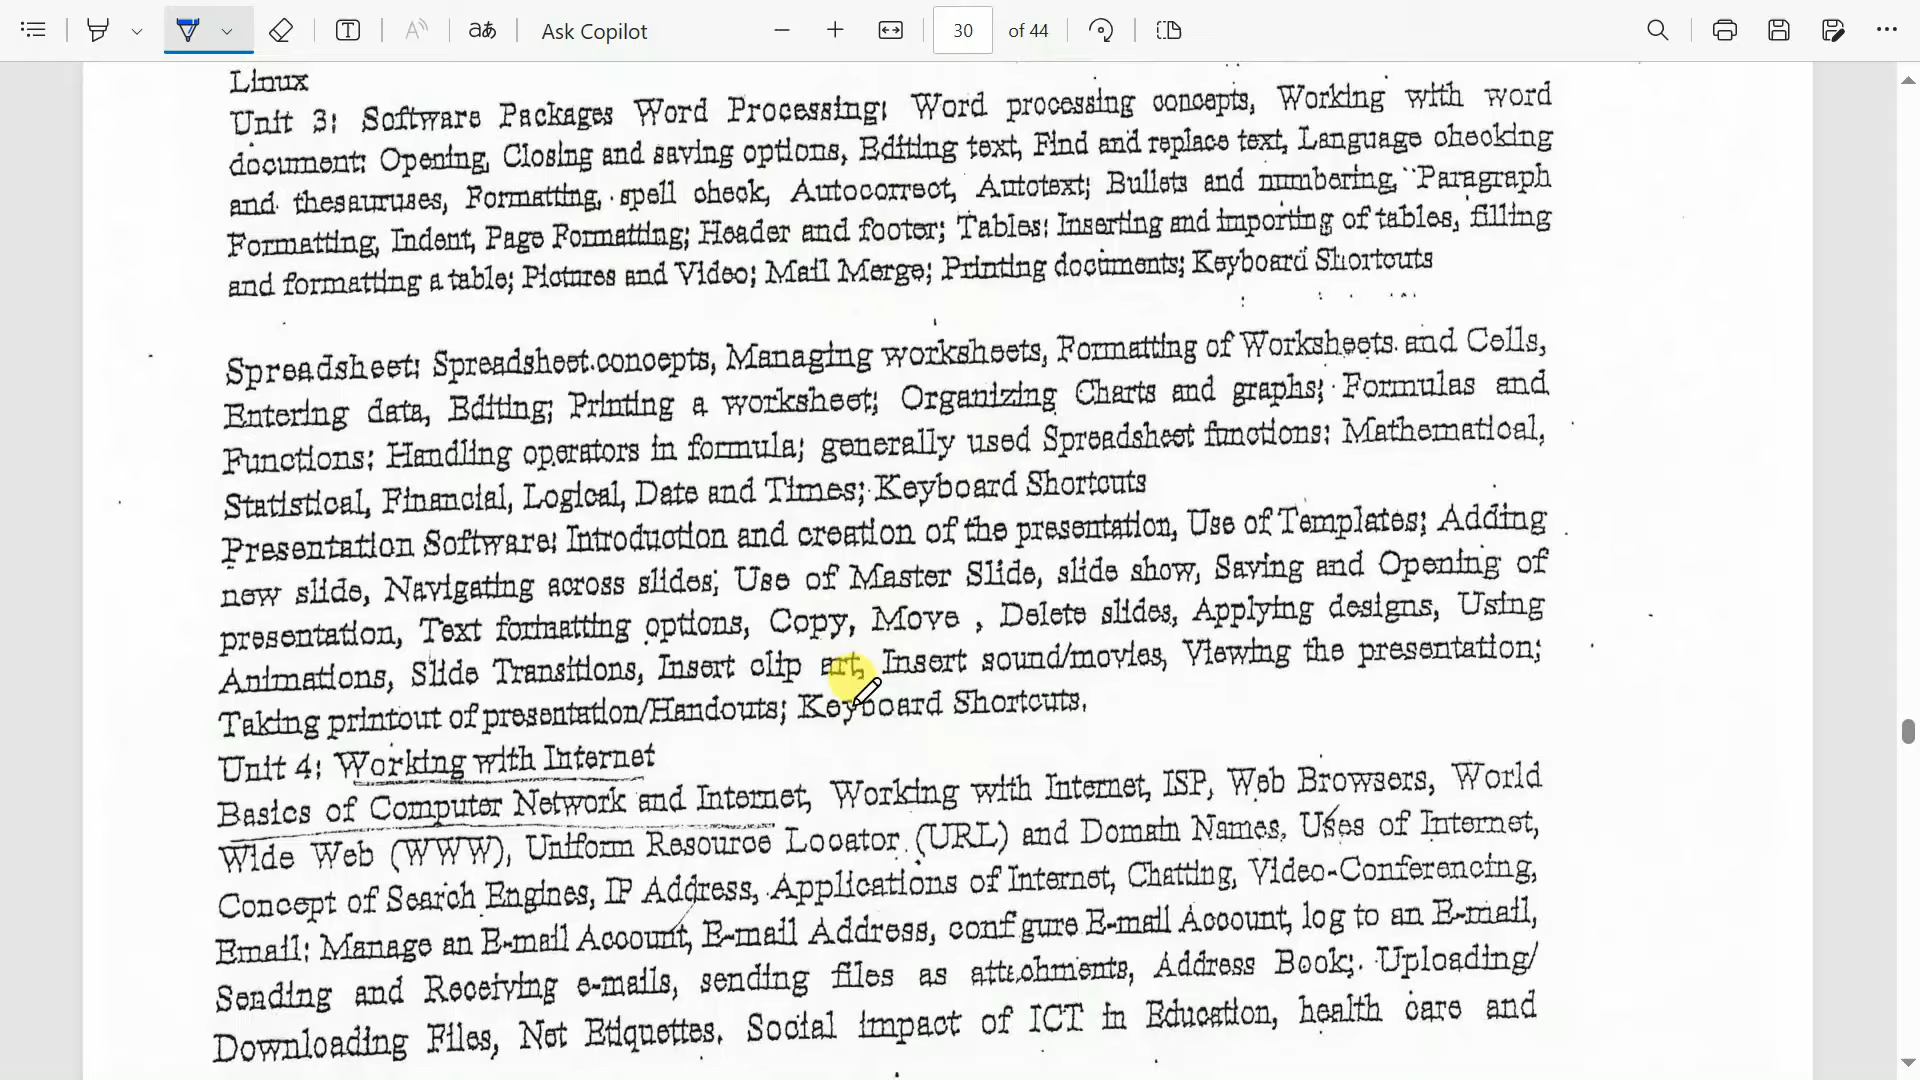 Ask Copilot
30 of 44
Linux
Unit 3: Software Packages Word Processing: Word processing concepts, Working with word
document: Opening, Closing and saving options, Editing text, Find and replace text, Language checking
and thesauruses, Formatting, spell check, Autocorrect, Autotext; Bullets and numbering, Paragraph
Formatting, Indent, Page Formatting; Header and footer; Tables: Inserting and importing of tables, filling
and formatting a table; Pictures and Video; Mail Merge; Printing documents; Keyboard Shortcuts
Spreadsheet: Spreadsheet concepts, Managing worksheets, Formatting of Worksheets and Cells,
Entering data, Editing; Printing a worksheet; Organizing Charts and graphs; Formulas and
Functions: Handling operators in formula; generally used Spreadsheet functions: Mathematical,
Statistical, Financial, Logical, Date and Times; Keyboard Shortcuts
Presentation Software: Introduction and creation of the presentation, Use of Templates; Adding
new slide, Navigating across slides; Use of Master Slide, slide show, Saving and Opening of
presentation, Text formatting options, Copy, Move , Delete slides, Applying designs, Using
Animations, Slide Transitions, Insert clip art, Insert sound/movies, Viewing the presentation;
Taking printout of presentation/Handouts; Keyboard Shortcuts.
Unit 4: Working with Internet
Basics of Computer Network and Internet, Working with Internet, ISP, Web Browsers, World
Wide Web (WWW), Uniform Resource Locator (URL) and Domain Names, Uses of Internet,
Concept of Search Engines, IP Address, Applications of Internet, Chatting, Video-Conferencing,
Email: Manage an E-mail Account, E-mail Address, configure E-mail Account, log to an E-mail,
Sending and Receiving e-mails, sending files as attachments, Address Book; Uploading/
Downloading Files, Net Etiquettes. Social impact of ICT in Education, health care and